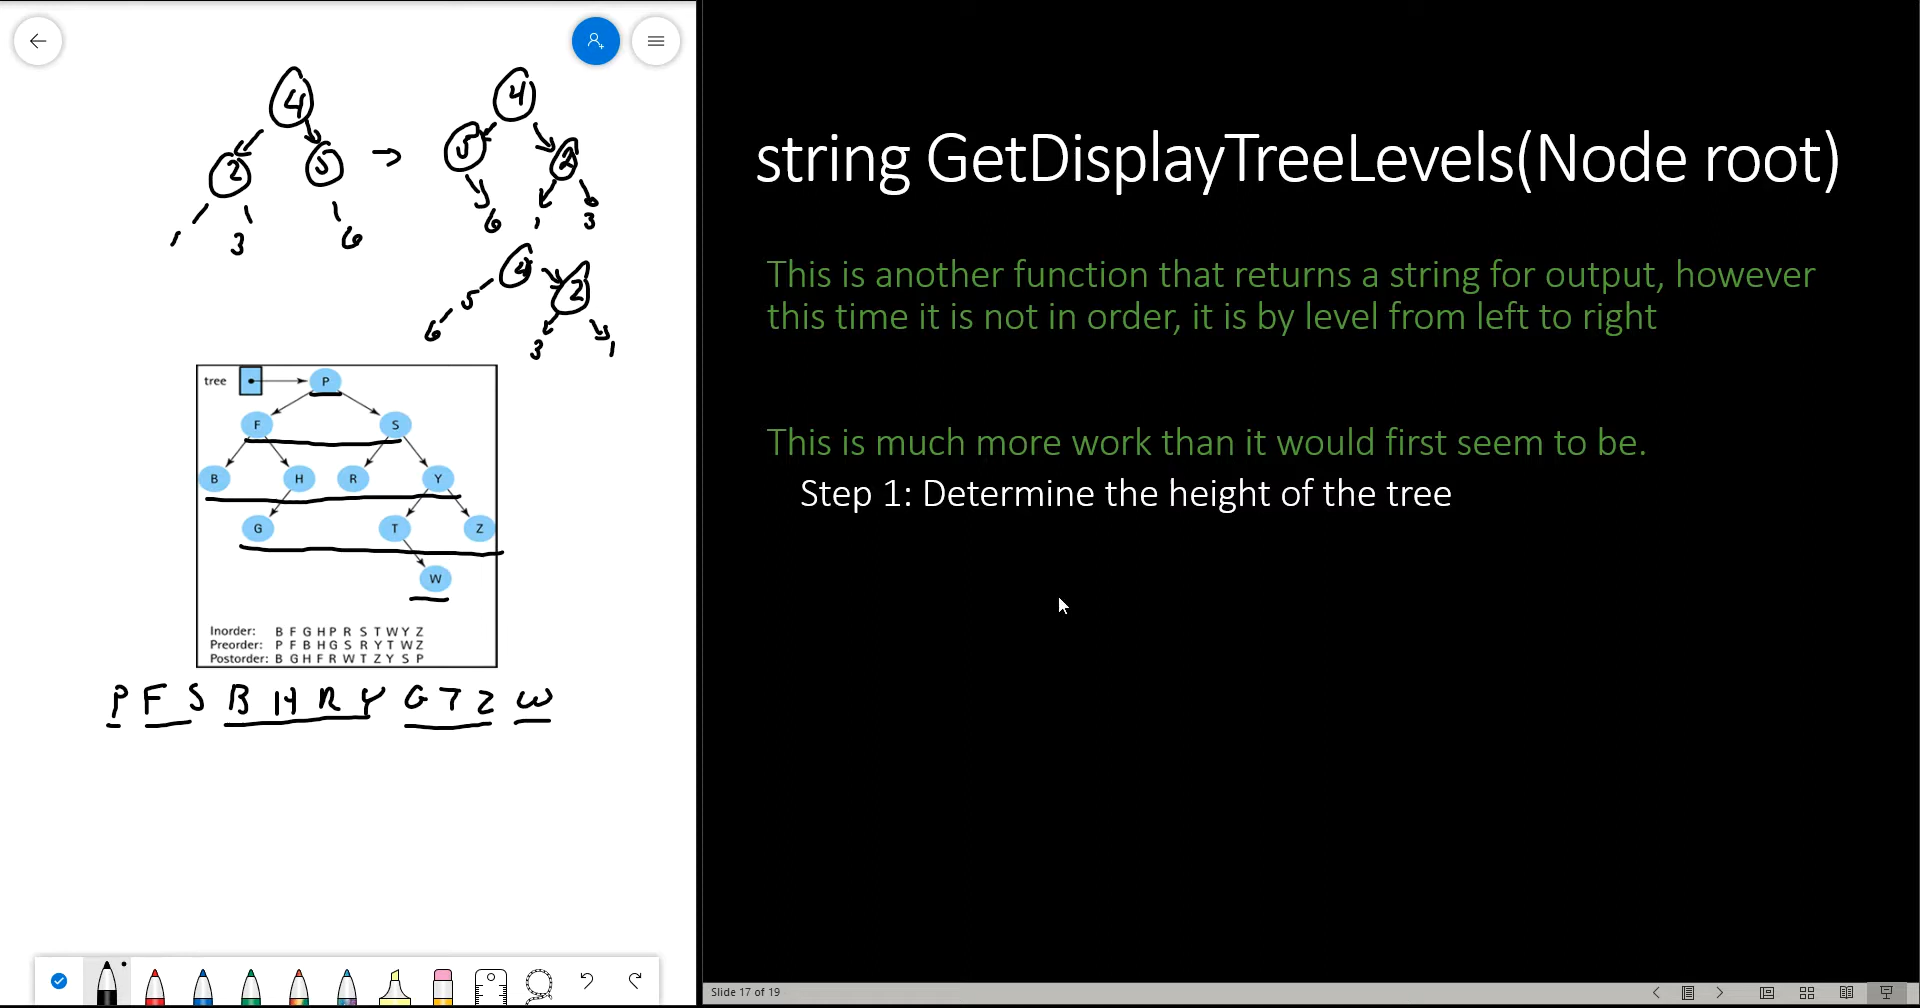 4
4
2
5
→
5
2
1
3
6
6
1
3
4
5
2
6
3
1
tree
P
F S
B H R Y
G T Z
W
Inorder: B F G H P R S T W Y Z
Preorder: P F B H G S R Y T W Z
Postorder: B G H F R W T Z Y S P
P F S B H R Y G T Z W
string GetDisplayTreeLevels(Node root)
This is another function that returns a string for output, however
this time it is not in order, it is by level from left to right
This is much more work than it would first seem to be.
Step 1: Determine the height of the tree
Slide 17 of 19